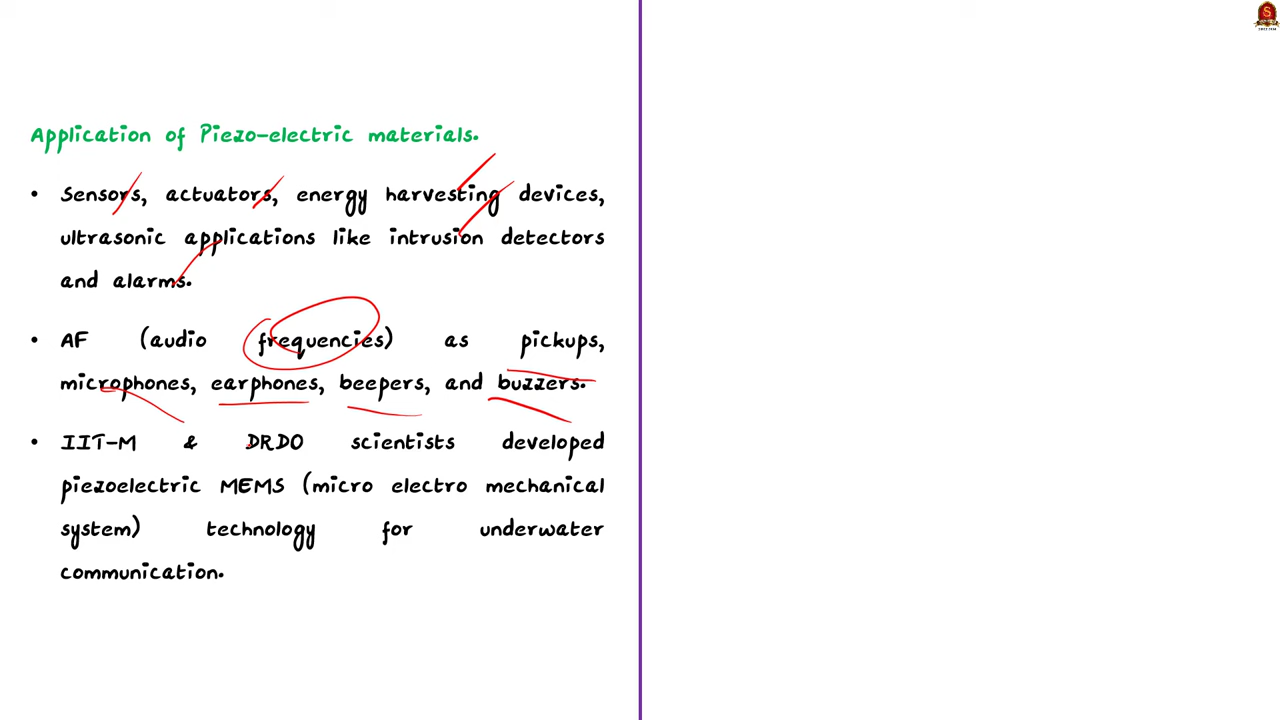 Application of Piezo-electric materials.
• Sensors, actuators, energy harvesting devices,
ultrasonic applications like intrusion detectors
and alarms.
• AF (audio frequencies) as pickups,
microphones, earphones, beepers, and buzzers.
• IIT-M & DRDO scientists developed
piezoelectric MEMS (micro electro mechanical
system) technology for underwater
communication.